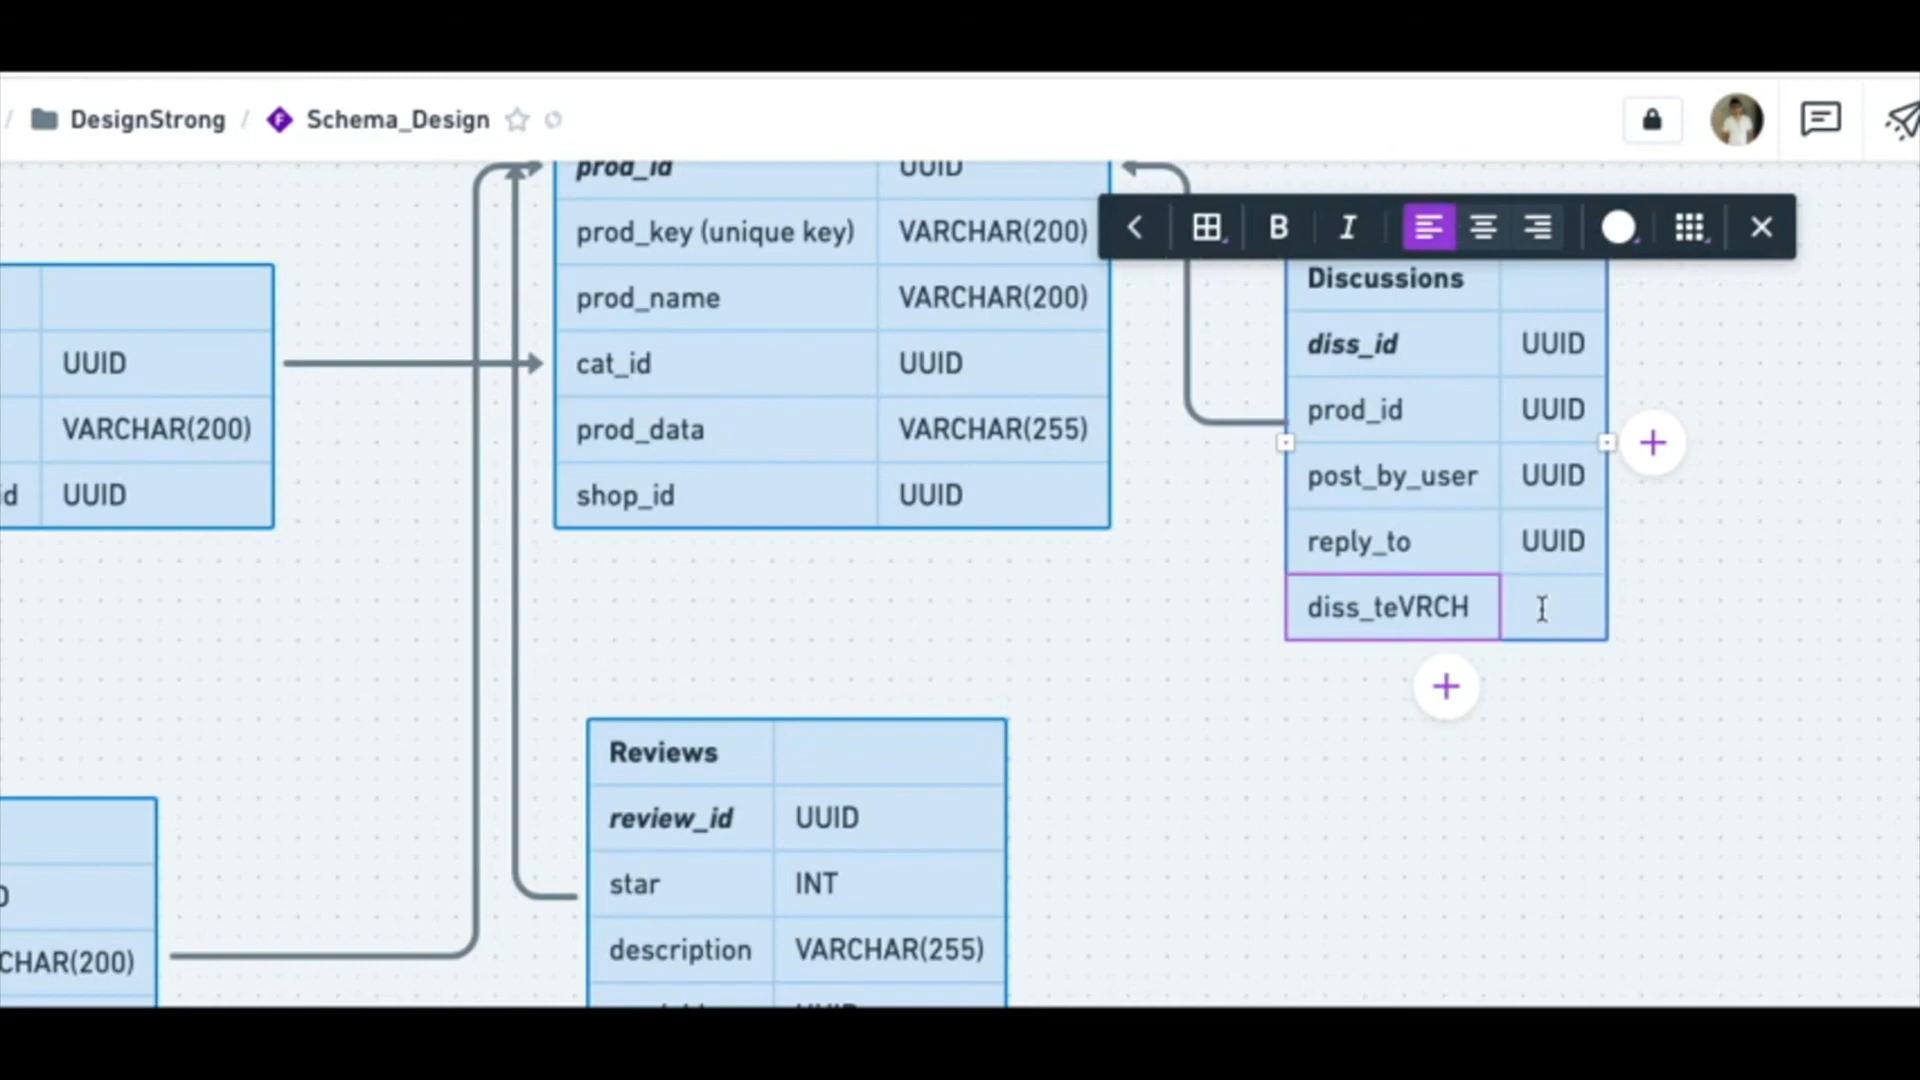 / DesignStrong / Schema_Design
prod_id UUID
prod_key (unique key) VARCHAR(200)
prod_name VARCHAR(200)
cat_id UUID
prod_data VARCHAR(255)
shop_id UUID
UUID
VARCHAR(200)
id UUID
B I
Discussions
diss_id UUID
prod_id UUID
post_by_user UUID
reply_to UUID
diss_teVRCH
Reviews
review_id UUID
star INT
description VARCHAR(255)
D
CHAR(200)